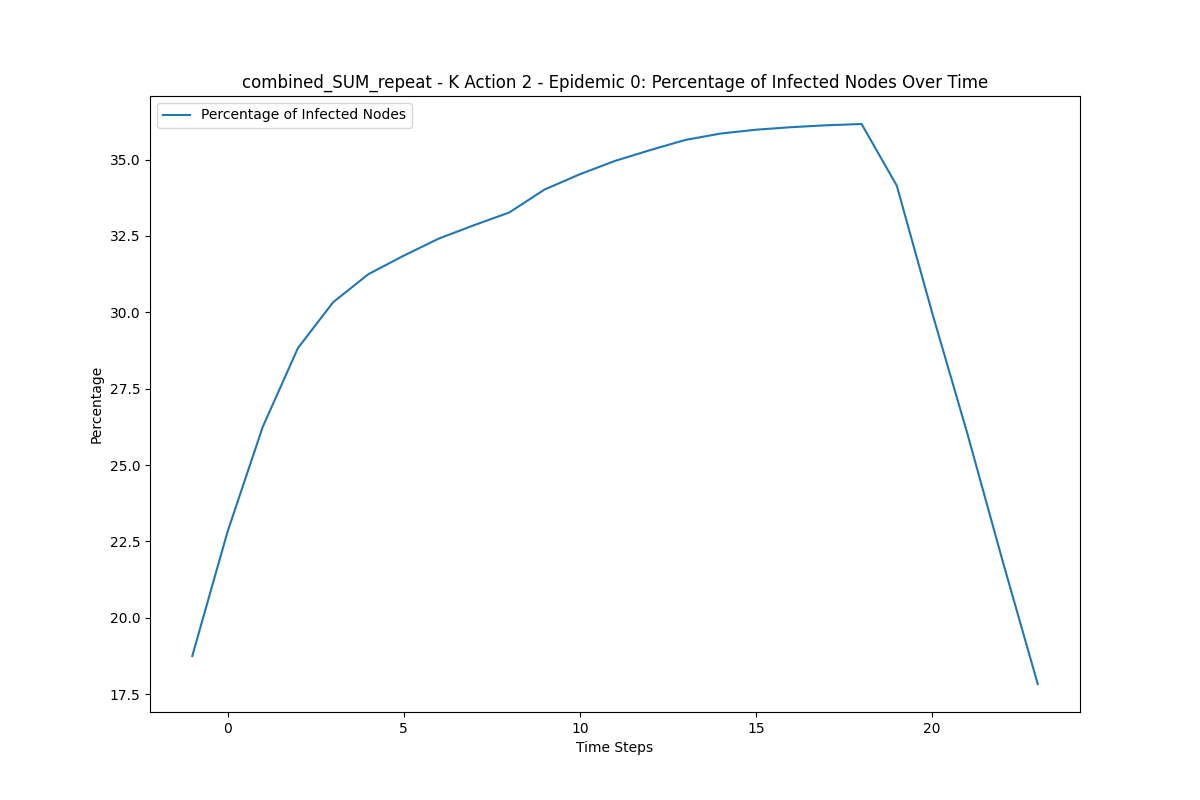 combined_SUM_repeat - K Action 2 - Epidemic 0: Percentage of Infected Nodes Over Time
Percentage of Infected Nodes
35.0
32.5
30.0
27.5
25.0
22.5
20.0
17.5
Percentage
0 5 10 15 20
Time Steps